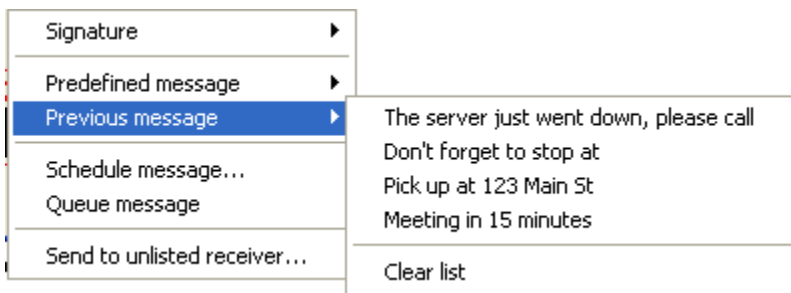 Signature
Predefined message
Previous message
Schedule message...
Queue message
Send to unlisted receiver...
The server just went down, please call
Don't forget to stop at
Pick up at 123 Main St
Meeting in 15 minutes
Clear list